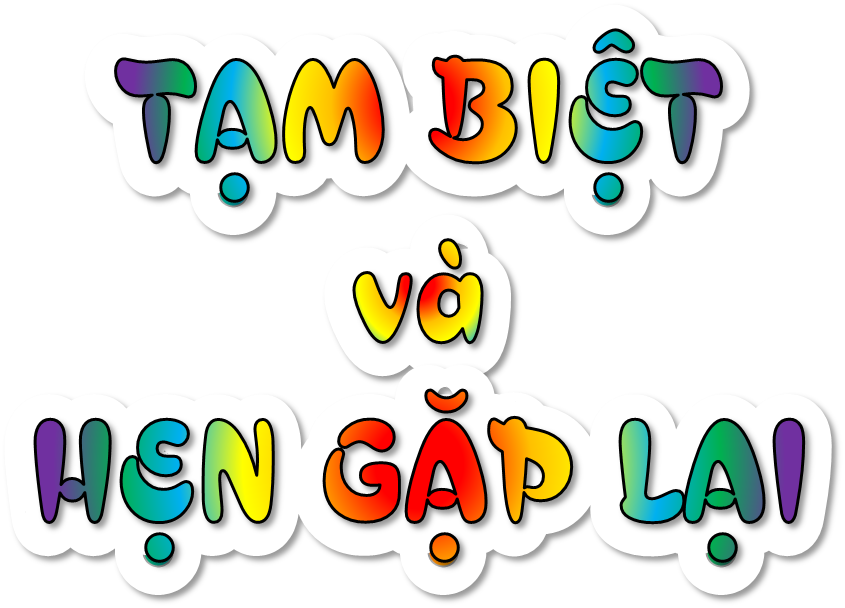 TẠM BIỆT
và
HẸN GẶP LẠI